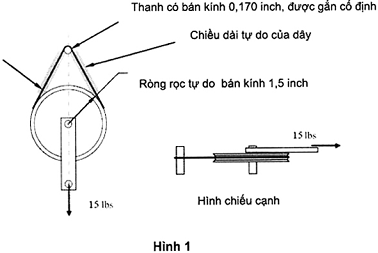 Thanh có bán kính 0,170 inch, được gắn cố định
Chiều dài tự do của dây
Ròng rọc tự do bán kính 1,5 inch
15 lbs
15 lbs
Hình chiếu cạnh
Hình 1